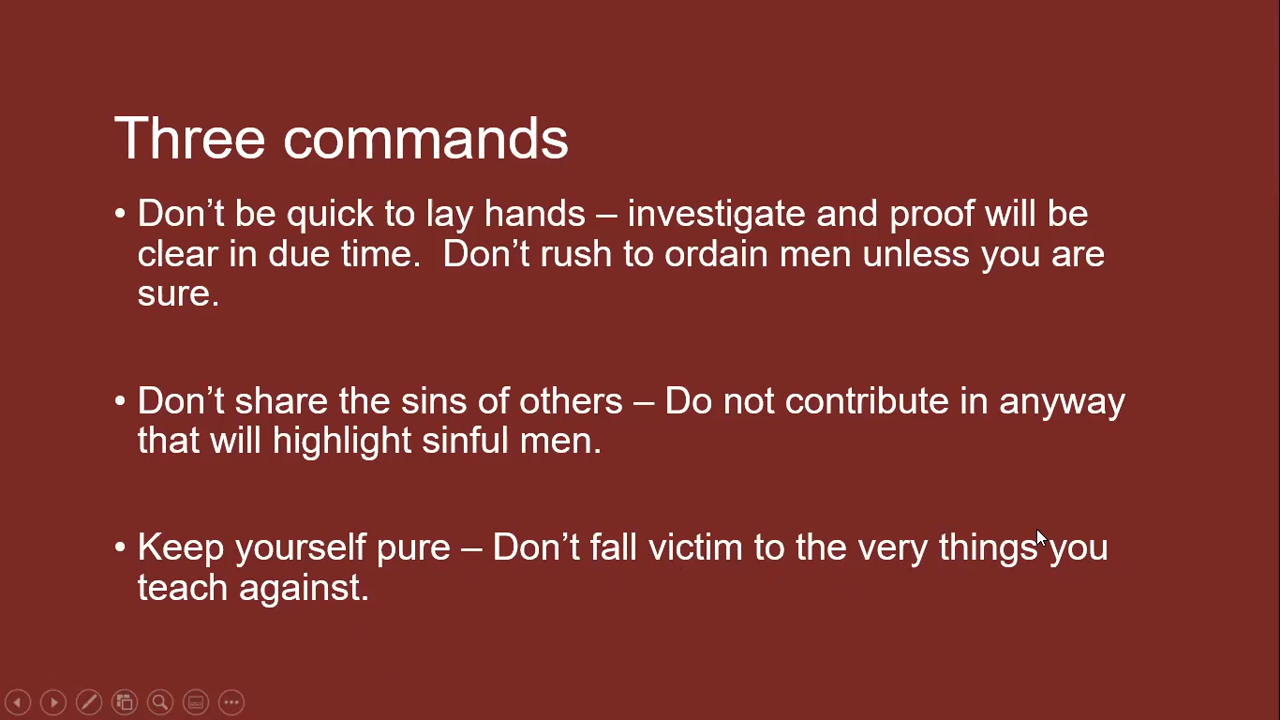 Three commands
• Don’t be quick to lay hands – investigate and proof will be
clear in due time.  Don’t rush to ordain men unless you are
sure.
• Don’t share the sins of others – Do not contribute in anyway
that will highlight sinful men.
• Keep yourself pure – Don’t fall victim to the very things you
teach against.